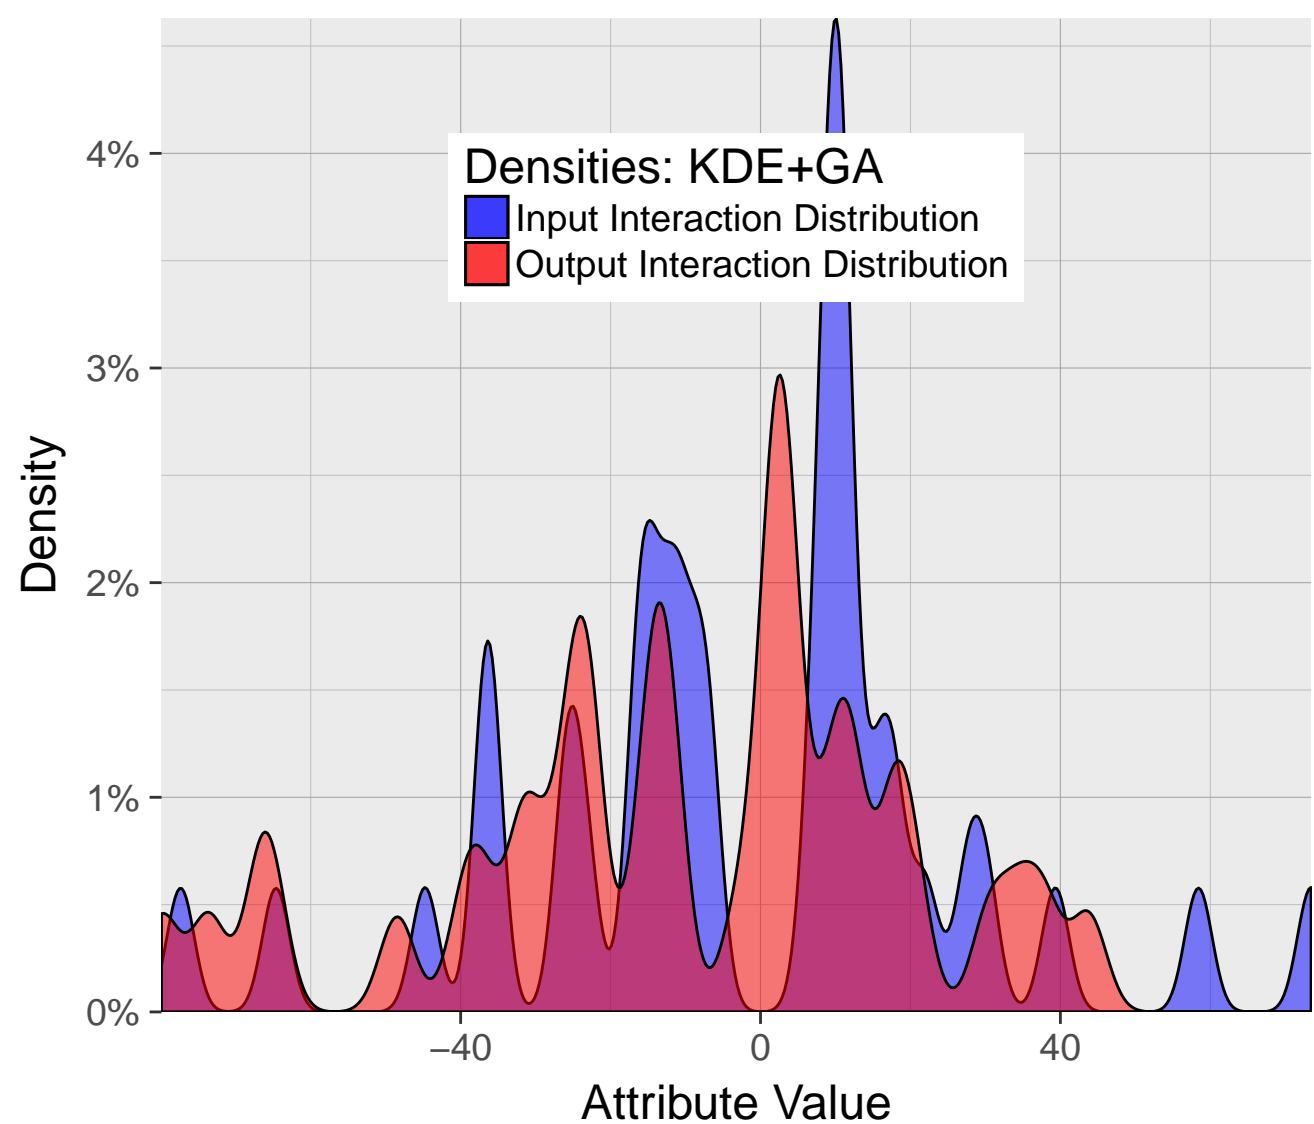 4%
3%
2%
1%
0%
Density
Densities: KDE+GA
Input Interaction Distribution
Output Interaction Distribution
−40
0
40
Attribute Value